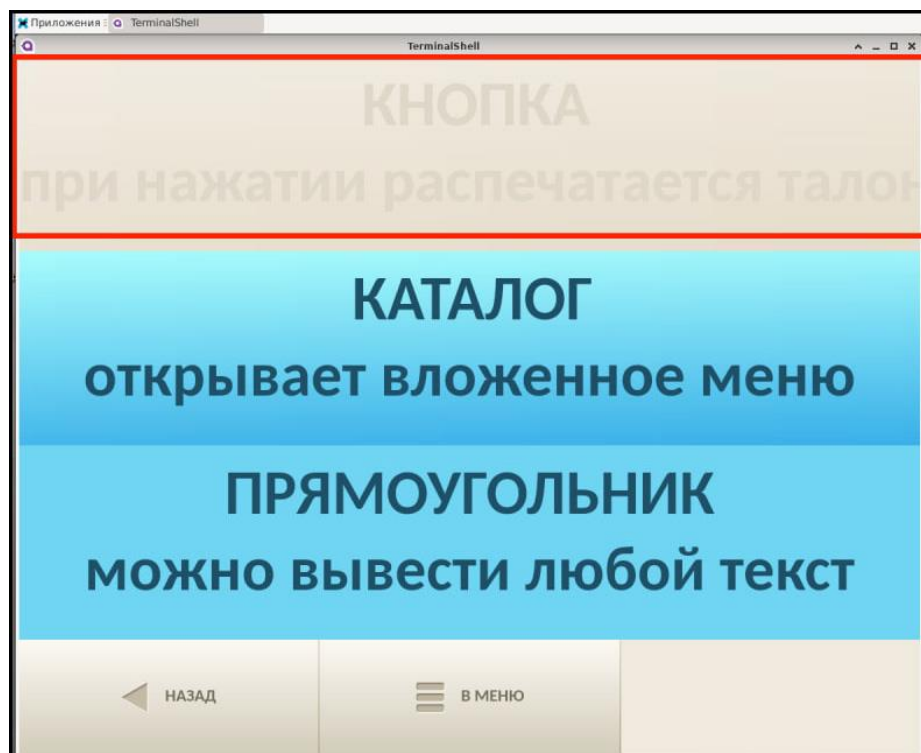 Приложения
TerminalShell
TerminalShell
КНОПКА
при нажатии распечатается талон
КАТАЛОГ
открывает вложенное меню
ПРЯМОУГОЛЬНИК
можно вывести любой текст
НАЗАД
В МЕНЮ